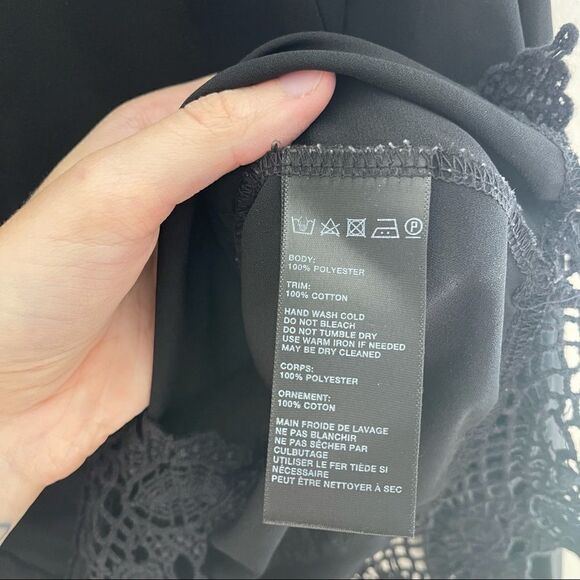 P
BODY:
100% POLYESTER
TRIM:
100% COTTON
HAND WASH COLD
DO NOT BLEACH
DO NOT TUMBLE DRY
USE WARM IRON IF NEEDED
MAY BE DRY CLEANED
CORPS:
100% POLYESTER
ORNEMENT:
100% COTON
MAIN FROIDE DE LAVAGE
NE PAS BLANCHIR
NE PAS SÉCHER PAR
CULBUTAGE
UTILISER LE FER TIÈDE SI
NÉCESSAIRE
PEUT ÊTRE NETTOYER À SEC